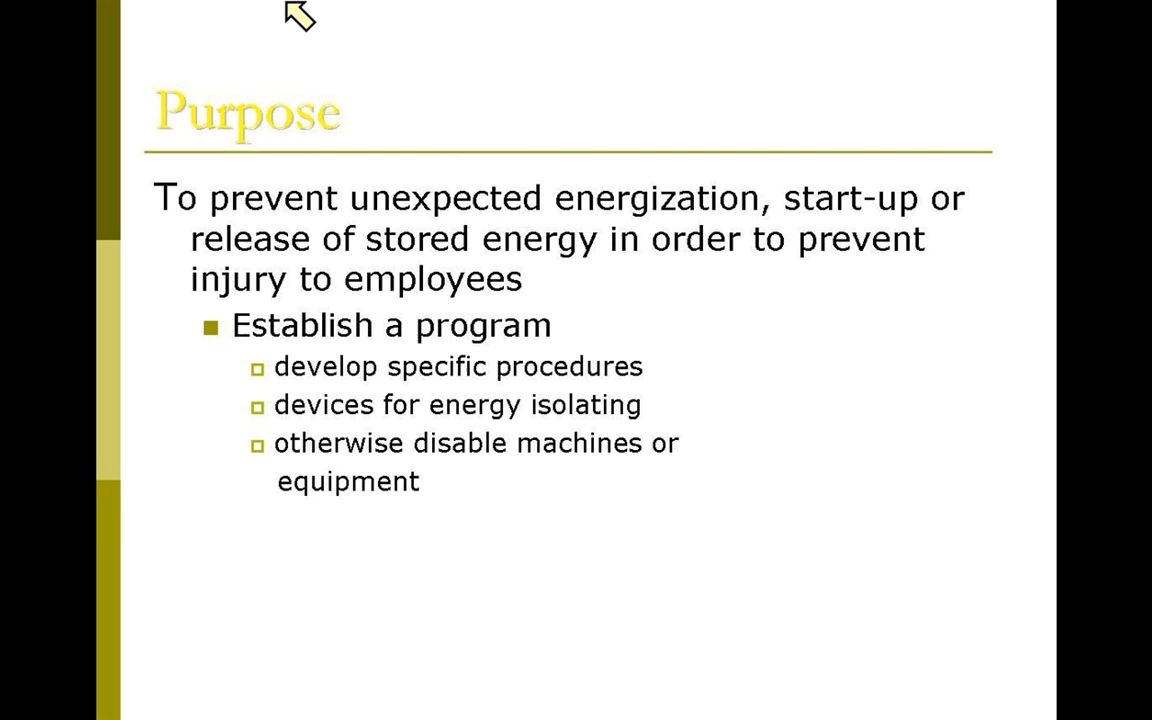 Purpose
To prevent unexpected energization, start-up or
release of stored energy in order to prevent
injury to employees
Establish a program
develop specific procedures
devices for energy isolating
otherwise disable machines or
equipment